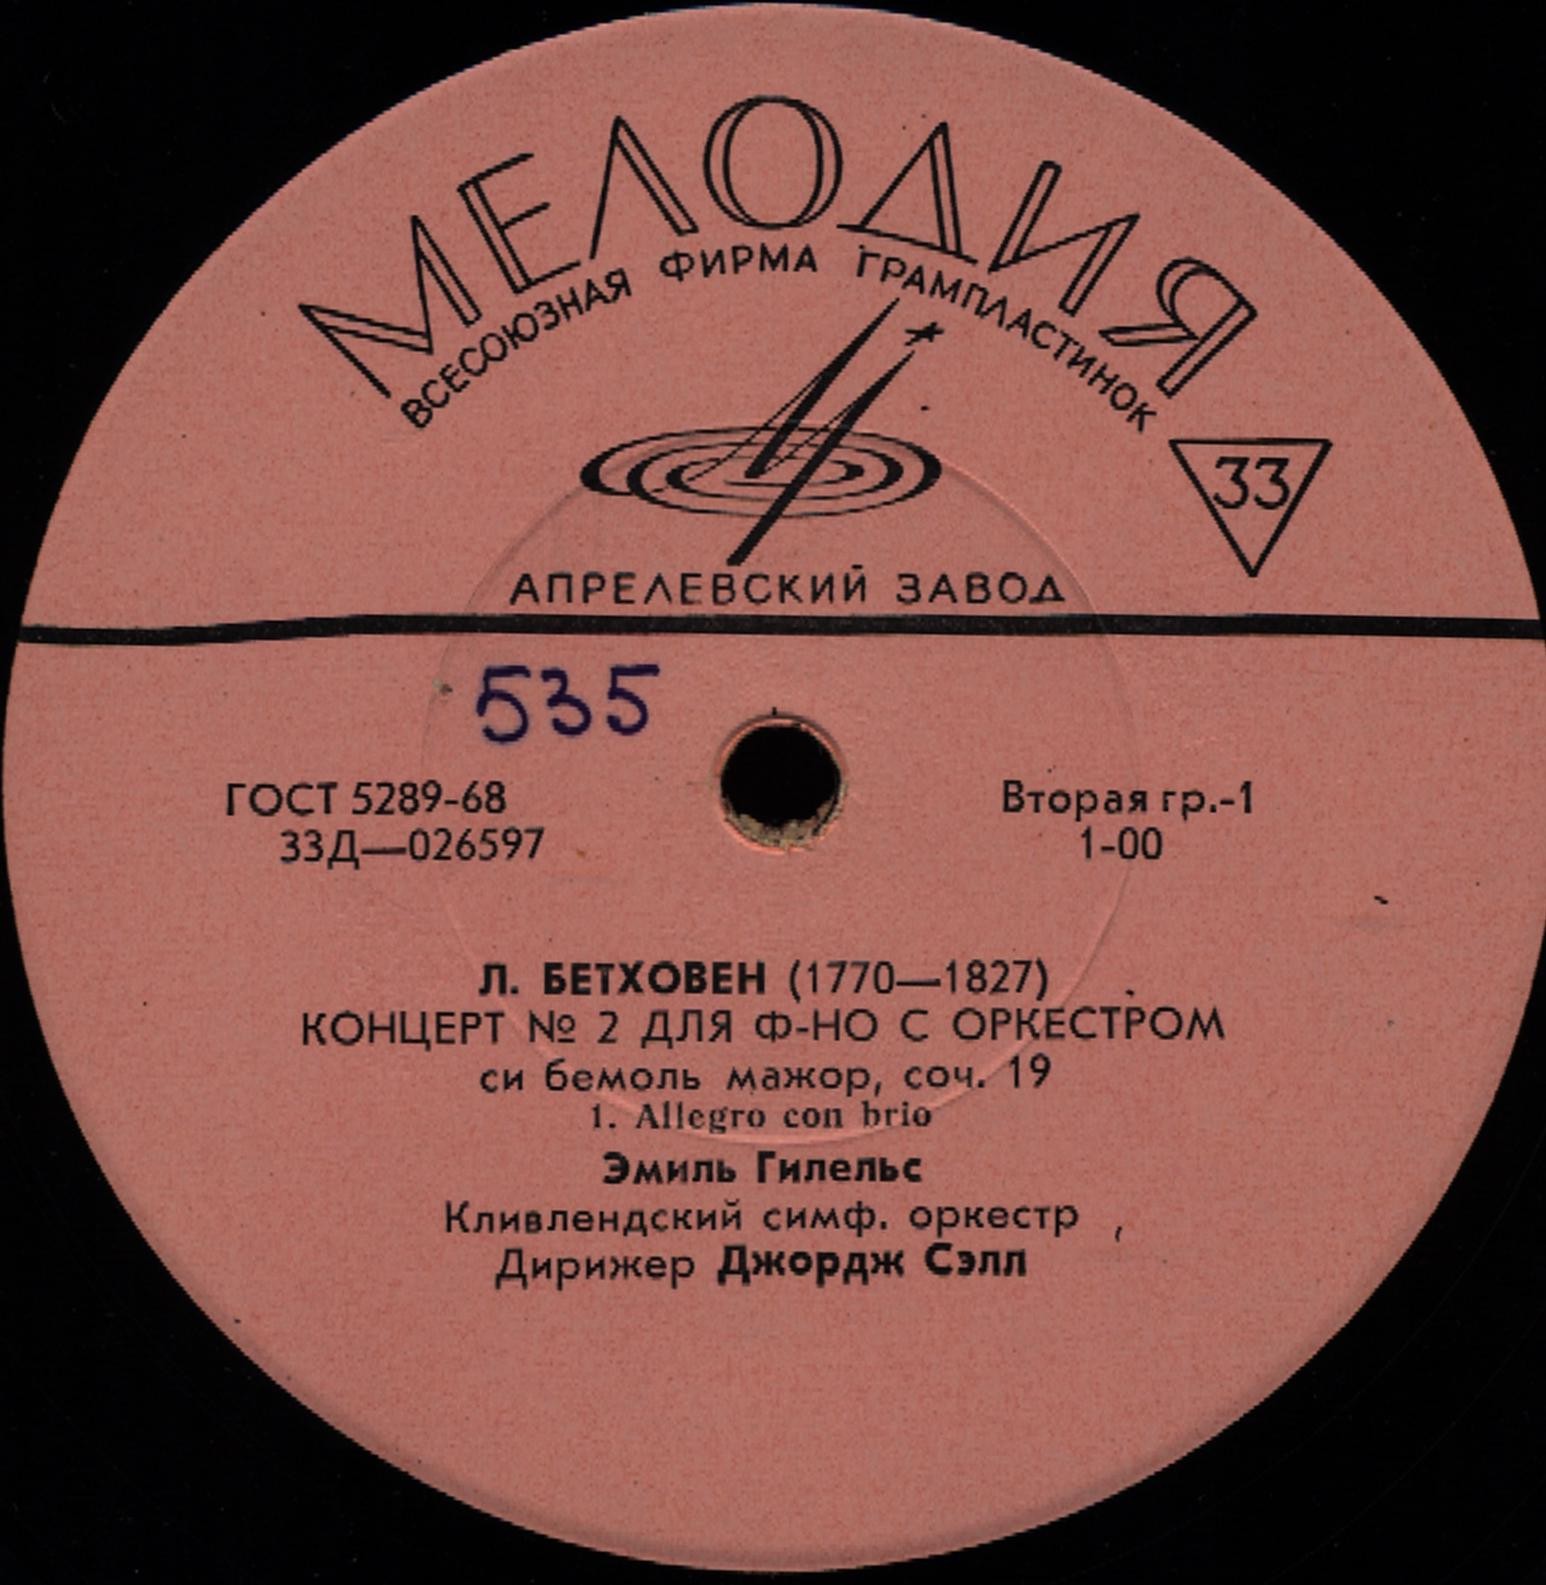 МЕЛОДИЯ
ВСЕСОЮЗНАЯ ФИРМА ГРАМПЛАСТИНОК
33
АПРЕЛЕВСКИЙ ЗАВОД
535
ГОСТ 5289-68
33Д—026597
Вторая гр.-1
1-00
Л. БЕТХОВЕН (1770—1827)
КОНЦЕРТ № 2 ДЛЯ Ф-НО С ОРКЕСТРОМ
си бемоль мажор, соч. 19
1. Allegro con brio
Эмиль Гилельс
Кливлендский симф. оркестр
Дирижер Джордж Сэлл